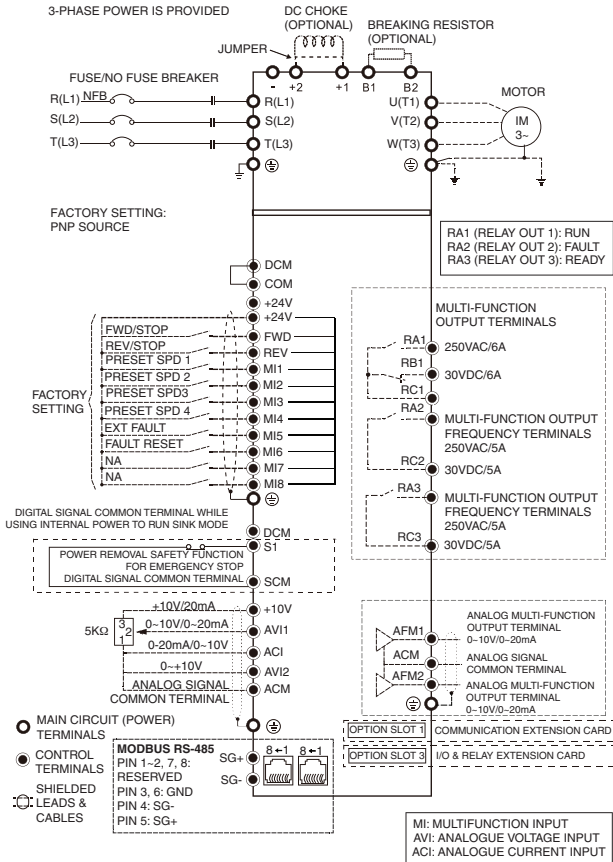 3-PHASE POWER IS PROVIDED
DC CHOKE
(OPTIONAL)
BREAKING RESISTOR
(OPTIONAL)
JUMPER
FUSE/NO FUSE BREAKER
- +2 +1 B1 B2
MOTOR
R(L1) NFB R(L1) U(T1)
S(L2) S(L2) V(T2)
IM
3~
T(L3) T(L3) W(T3)
FACTORY SETTING:
PNP SOURCE
RA1 (RELAY OUT 1): RUN
RA2 (RELAY OUT 2): FAULT
RA3 (RELAY OUT 3): READY
DCM
COM
+24V
+24V
FWD/STOP FWD
REV/STOP REV
PRESET SPD 1 MI1
PRESET SPD 2 MI2
PRESET SPD3 MI3
PRESET SPD 4 MI4
EXT FAULT MI5
FAULT RESET MI6
NA MI7
NA MI8
FACTORY
SETTING
MULTI-FUNCTION
OUTPUT TERMINALS
RA1 250VAC/6A
RB1 30VDC/6A
RC1
RA2 MULTI-FUNCTION OUTPUT
FREQUENCY TERMINALS
250VAC/5A
RC2 30VDC/5A
RA3 MULTI-FUNCTION OUTPUT
FREQUENCY TERMINALS
250VAC/5A
RC3 30VDC/5A
DIGITAL SIGNAL COMMON TERMINAL WHILE
USING INTERNAL POWER TO RUN SINK MODE
DCM
S1
POWER REMOVAL SAFETY FUNCTION
FOR EMERGENCY STOP
DIGITAL SIGNAL COMMON TERMINAL
SCM
+10V/20mA +10V
5KΩ 3 2 1 0~10V/0~20mA AVI1
0-20mA/0~10V ACI
0~+10V AVI2
ANALOG SIGNAL
COMMON TERMINAL
ACM
AFM1 ANALOG MULTI-FUNCTION
OUTPUT TERMINAL
0~10V/0~20mA
ACM ANALOG SIGNAL
COMMON TERMINAL
AFM2 ANALOG MULTI-FUNCTION
OUTPUT TERMINAL
0~10V/0~20mA
MAIN CIRCUIT (POWER)
TERMINALS
CONTROL
TERMINALS
SHIELDED
LEADS &
CABLES
MODBUS RS-485
PIN 1~2, 7, 8:
RESERVED
PIN 3, 6: GND
PIN 4: SG-
PIN 5: SG+
SG+ 8←1 8←1
SG-
OPTION SLOT 1 COMMUNICATION EXTENSION CARD
OPTION SLOT 3 I/O & RELAY EXTENSION CARD
MI: MULTIFUNCTION INPUT
AVI: ANALOGUE VOLTAGE INPUT
ACI: ANALOGUE CURRENT INPUT